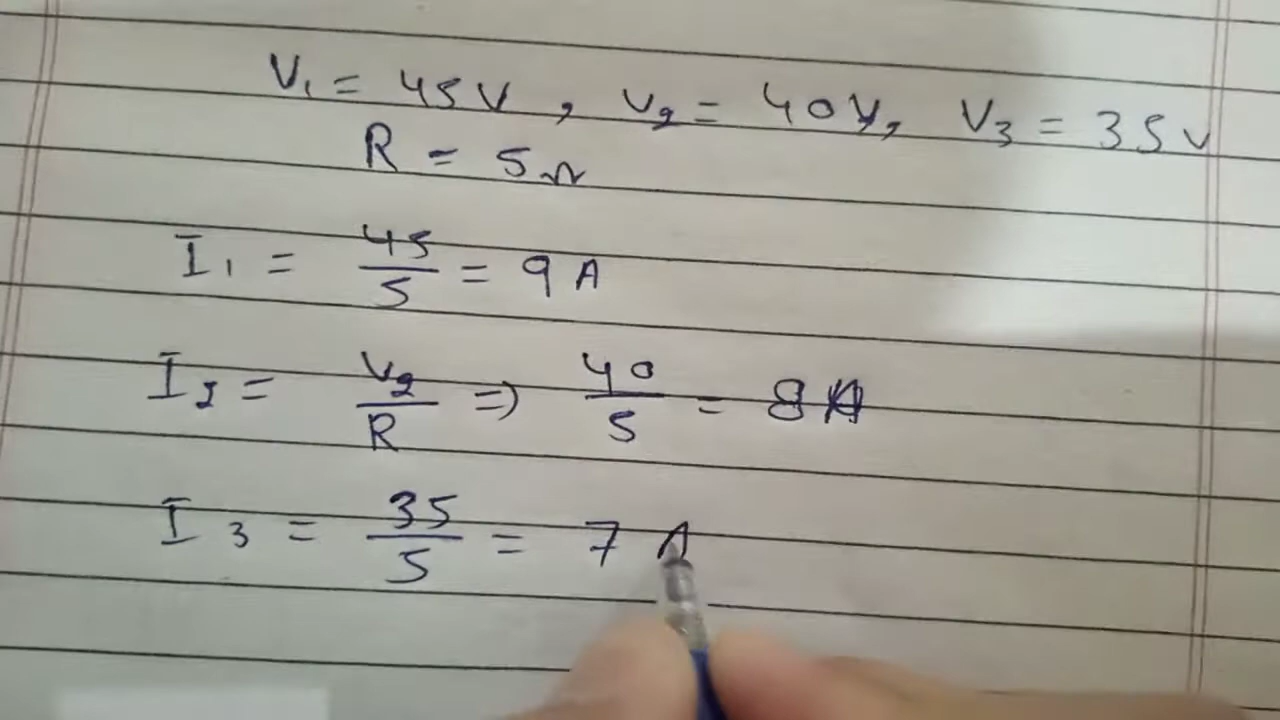 V₁ = 45V, V₂ = 40V, V₃ = 35V
R = 5Ω
I₁ = 45/5 = 9 A
I₂ = V₂/R ⇒ 40/5 = 8A
I₃ = 35/5 = 7 A